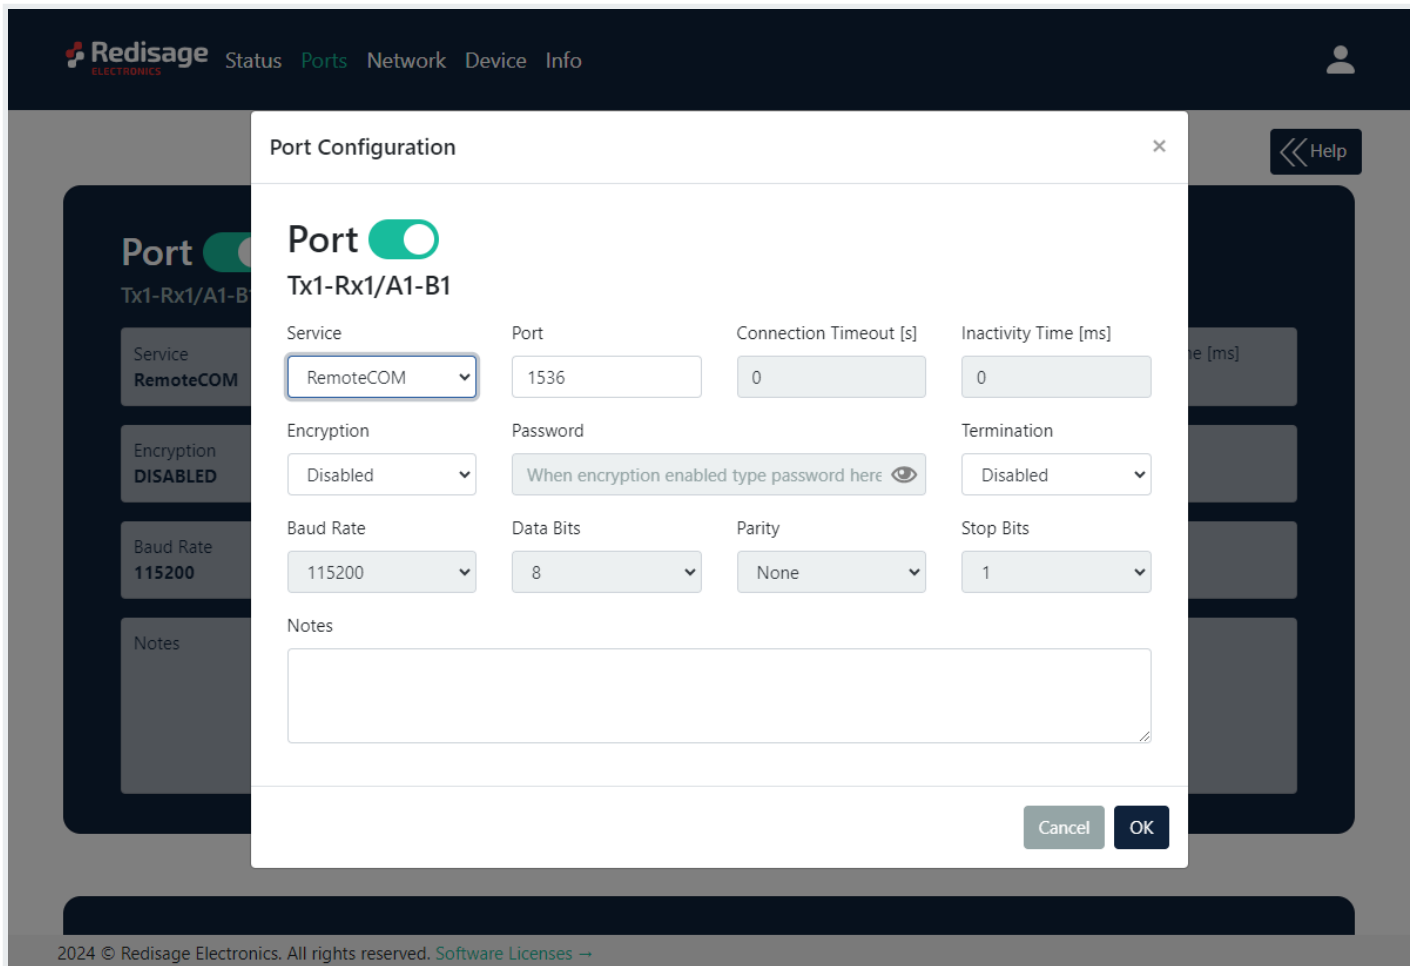 Redisage
ELECTRONICS
Status Ports Network Device Info
Port Configuration ×
Help
Port
Tx1-Rx1/A1-B1
Service Port Connection Timeout [s] Inactivity Time [ms]
RemoteCOM 1536 0 0
Encryption Password Termination
Disabled When encryption enabled type password here Disabled
Baud Rate Data Bits Parity Stop Bits
115200 8 None 1
Notes
Cancel OK
Port
Tx1-Rx1/A1-B
Service
RemoteCOM
[ms]
Encryption
DISABLED
Baud Rate
115200
Notes
2024 © Redisage Electronics. All rights reserved. Software Licenses →